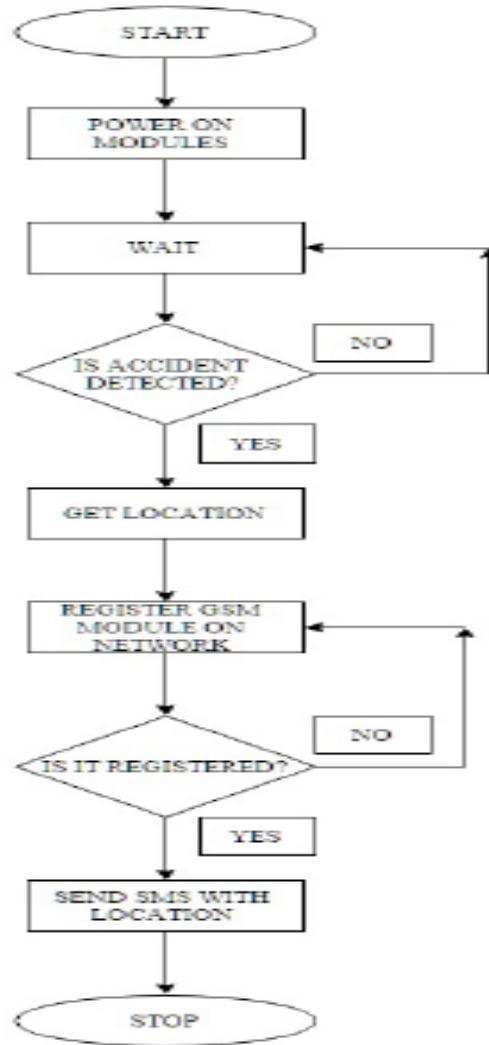 START
POWER ON
MODULES
WAIT
NO
IS ACCIDENT
DETECTED?
YES
GET LOCATION
REGISTER GSM
MODULE ON
NETWORK
NO
IS IT REGISTERED?
YES
SEND SMS WITH
LOCATION
STOP